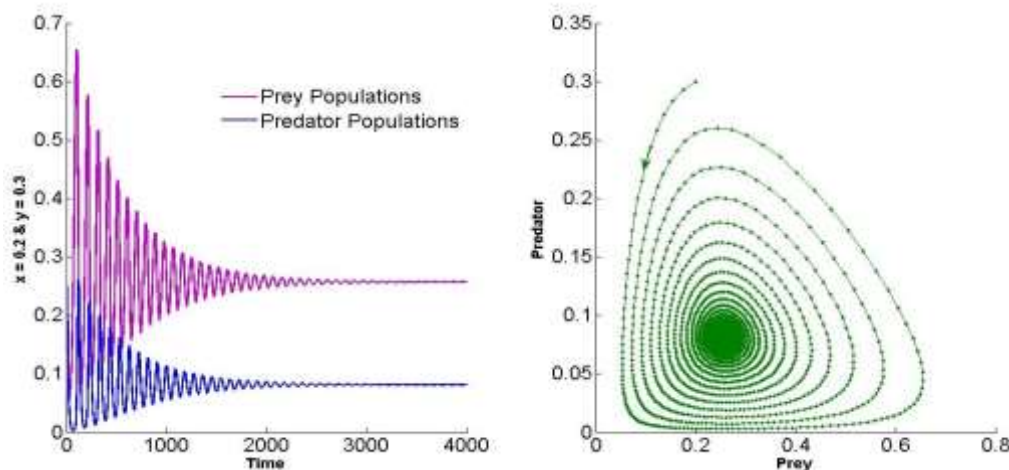 0.7
0.6
0.5
0.4
0.3
0.2
0.1
0
x = 0.2 & y = 0.3
Prey Populations
Predator Populations
0 1000 2000 3000 4000
Time
0.35
0.3
0.25
0.2
0.15
0.1
0.05
0
Predator
0 0.2 0.4 0.6 0.8
Prey